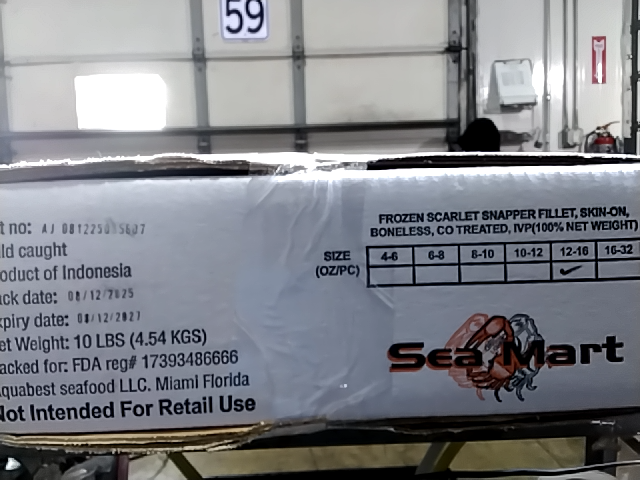 59
t no: AJ
ld caught
oduct of Indonesia
ck date: 08/12/2025
xpiry date: 08/12/2027
et Weight: 10 LBS (4.54 KGS)
acked for: FDA reg# 17393486666
quabest seafood LLC. Miami Florida
Not Intended For Retail Use
FROZEN SCARLET SNAPPER FILLET, SKIN-ON,
BONELESS, CO TREATED, IVP(100% NET WEIGHT)
SIZE (OZ/PC) 4-6 6-8 8-10 10-12 12-16 16-32
✓
Sea Mart